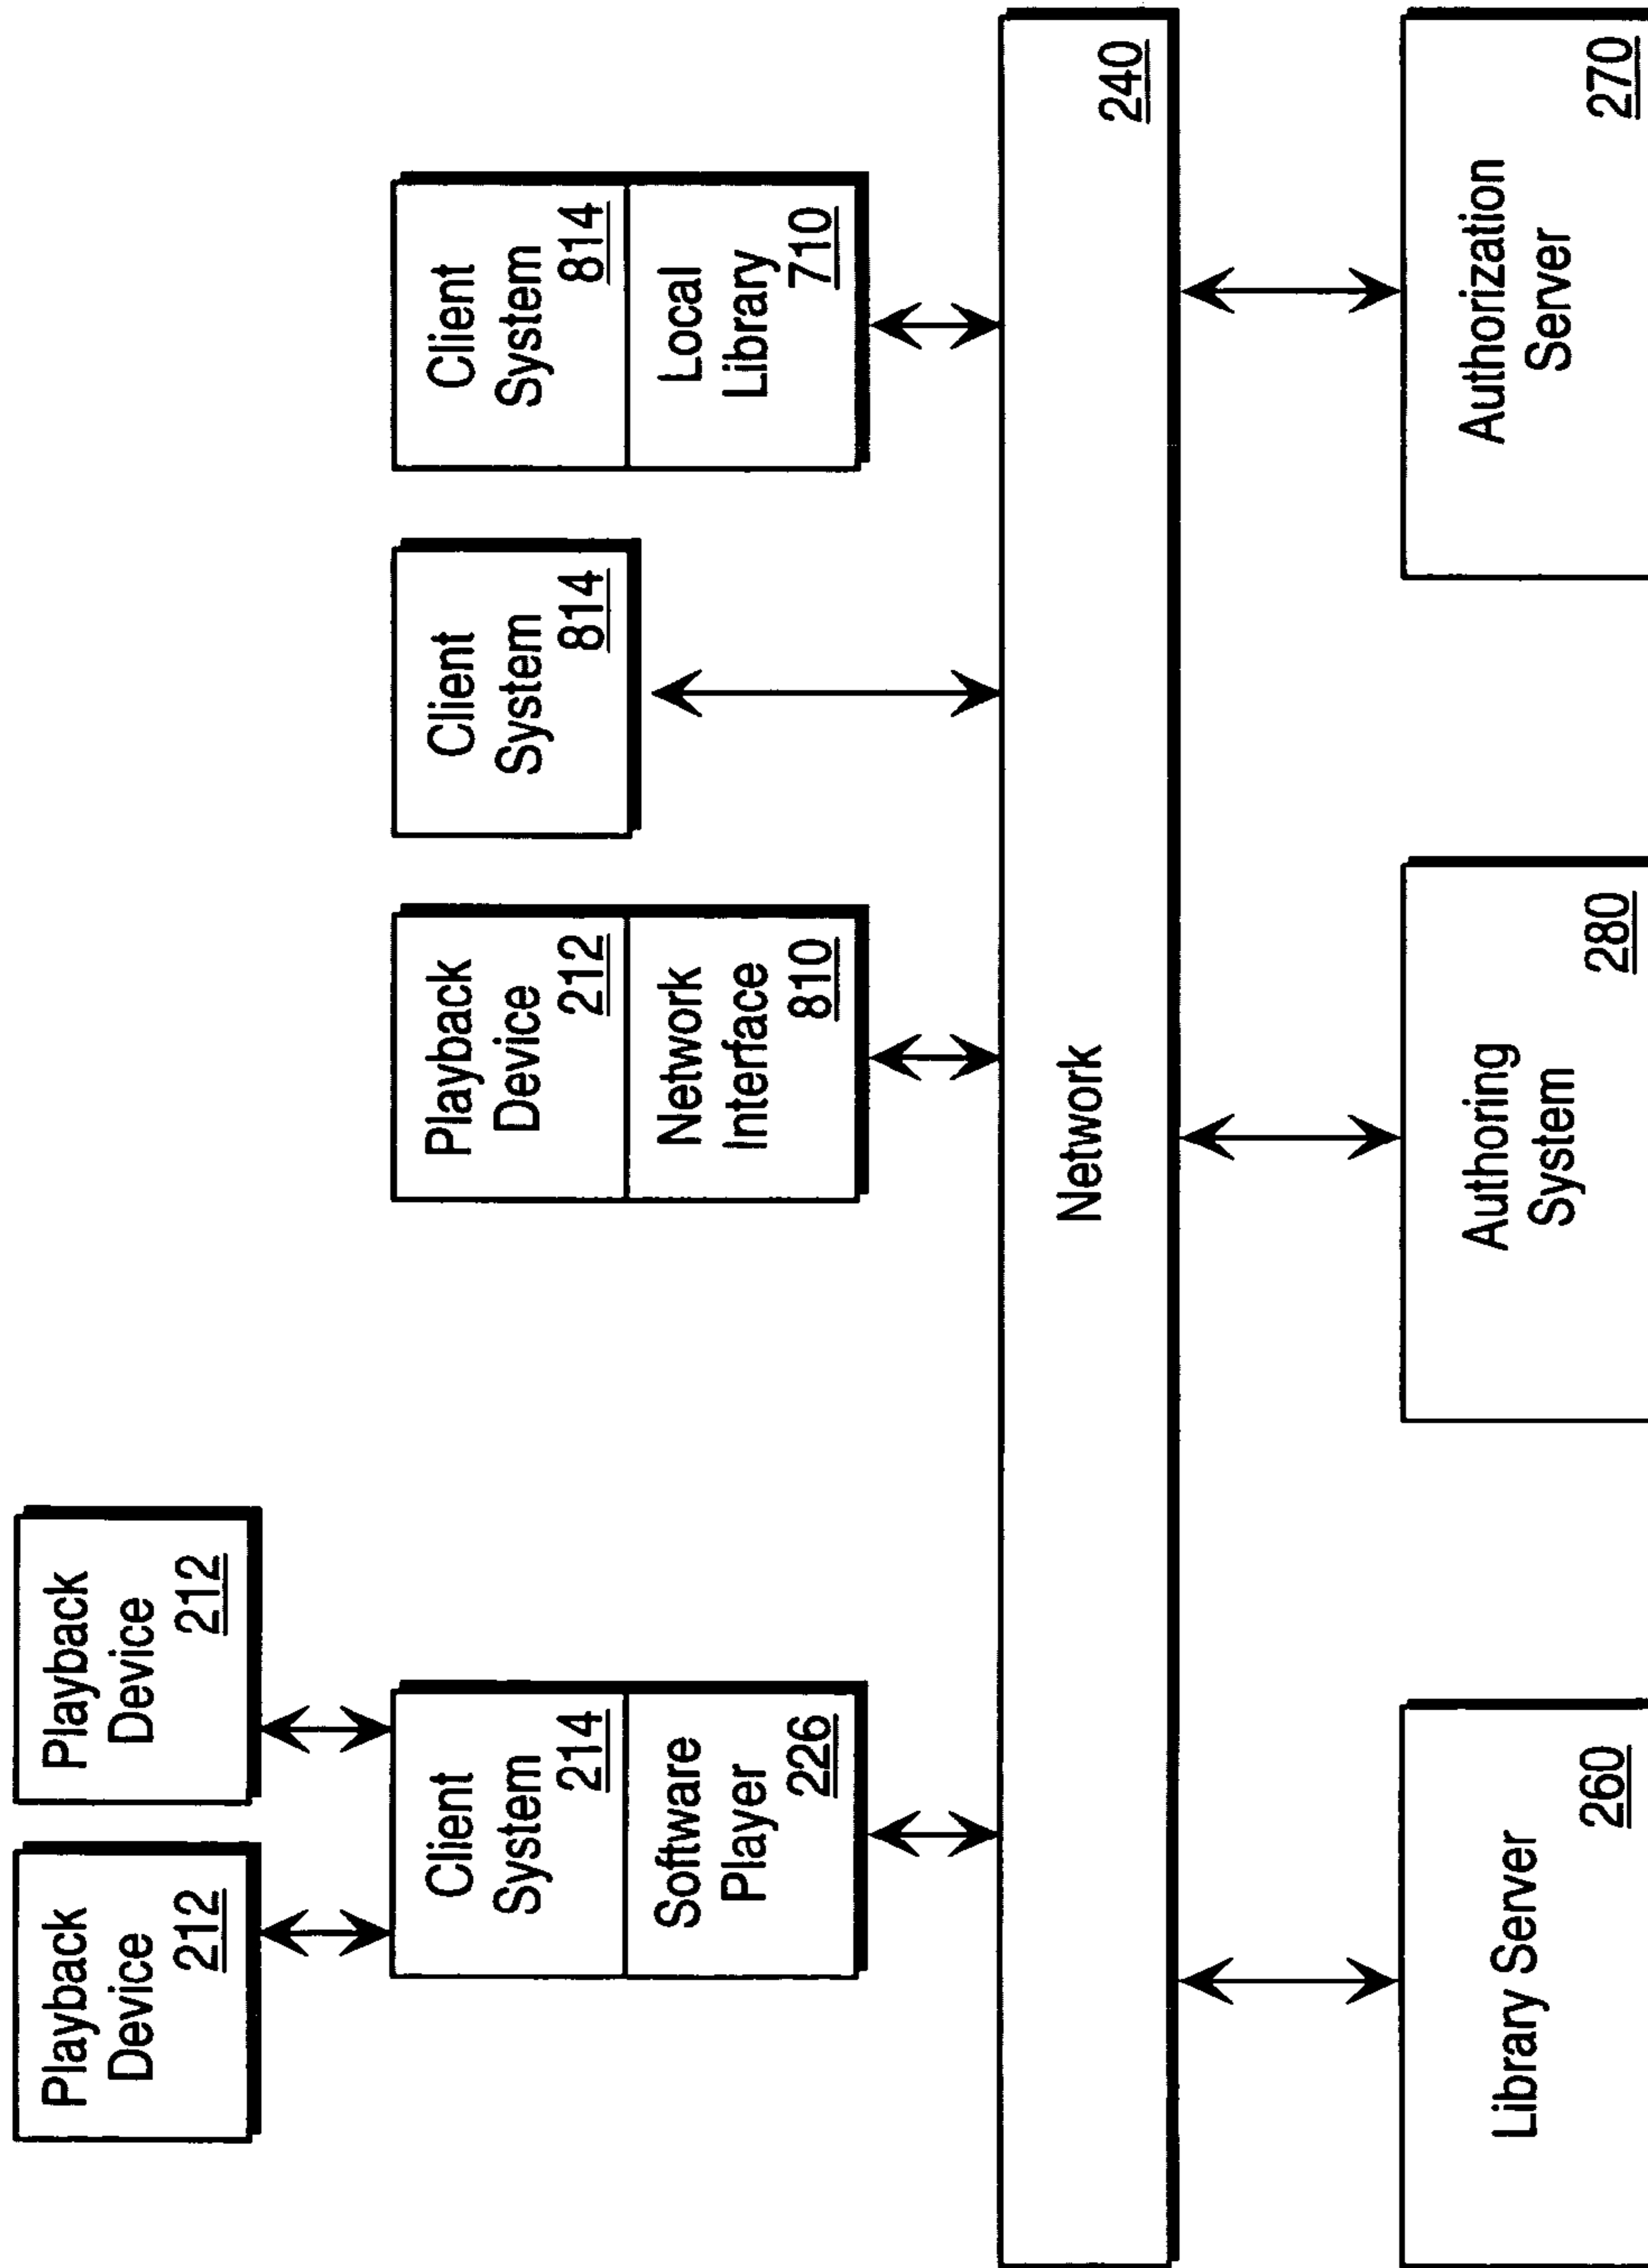 Playback
Device
212
Playback
Device
212
Client
System
214
Software
Player
226
Playback
Device
212
Network
Interface
810
Client
System
814
Client
System
814
Local
Library
710
Network
240
Library Server
260
Authoring
System
280
Authorization
Server
270